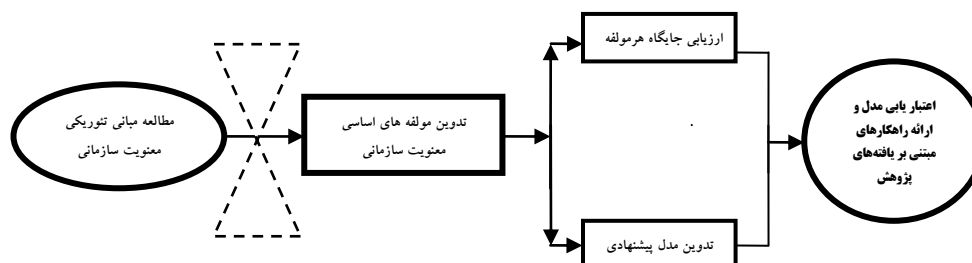 مطالعه مبانی تئوریکی
معنویت سازمانی
تدوین مولفه های اساسی
معنویت سازمانی
ارزیابی جایگاه هرمولفه
تدوین مدل پیشنهادی
اعتبار یابی مدل و
ارائه راهکارهای
مبتنی بر یافته‌های
پژوهش